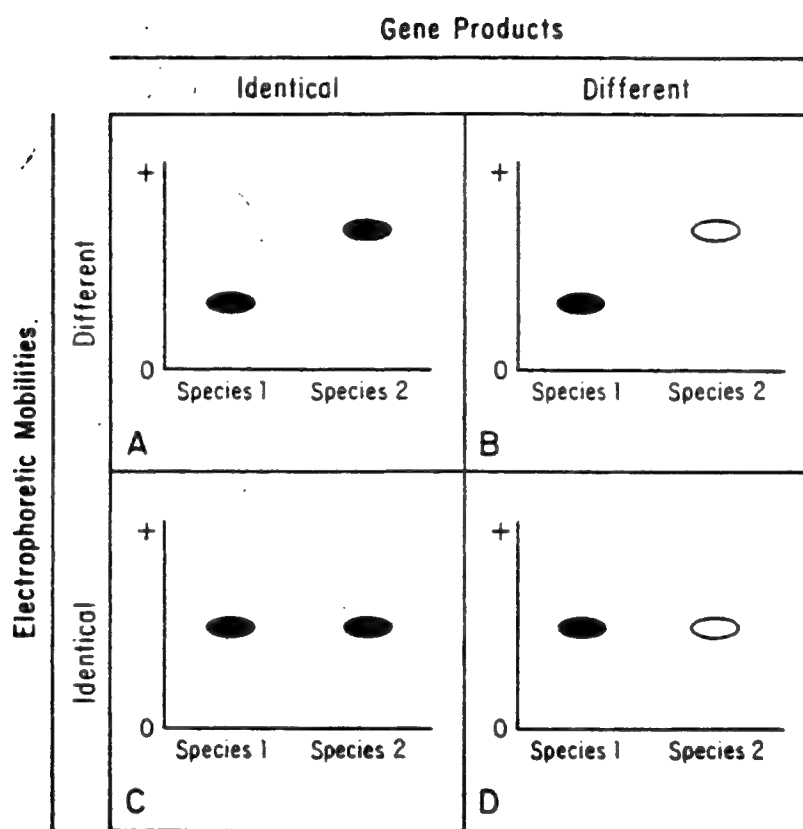 Gene Products
Identical Different
Electrophoretic Mobilities.
Different
+ +
0 0
Species 1 Species 2 Species 1 Species 2
A B
Identical
+ +
0 0
Species 1 Species 2 Species 1 Species 2
C D